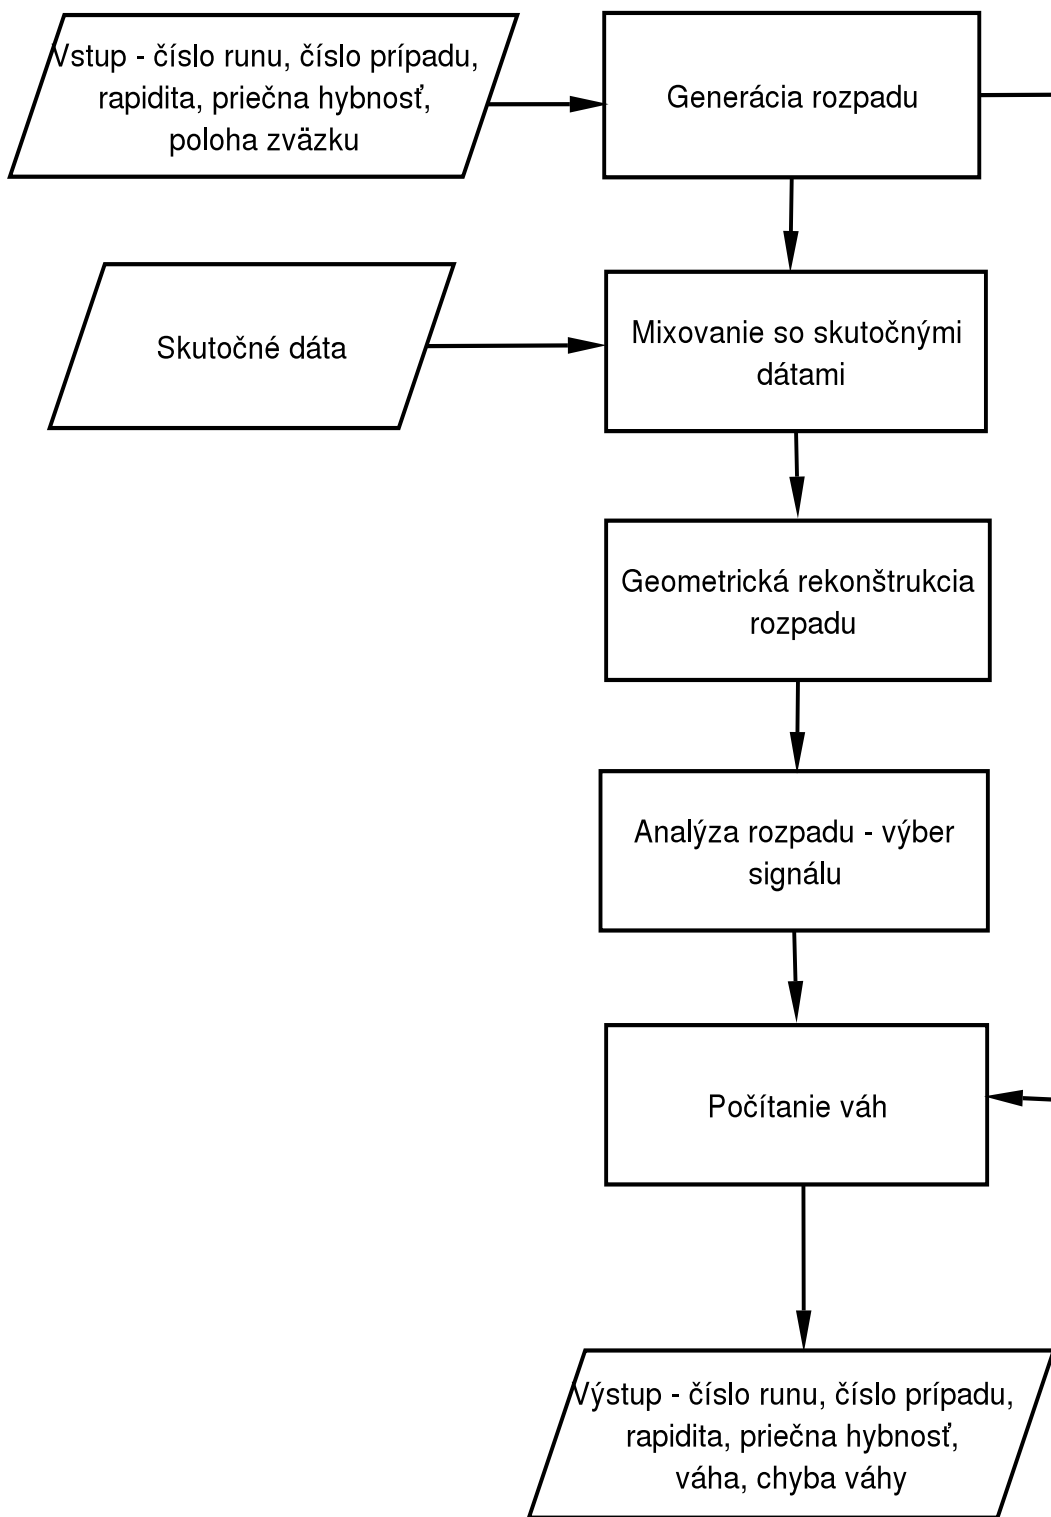 Vstup - číslo runu, číslo prípadu,
rapidita, priečna hybnosť,
poloha zväzku
Generácia rozpadu
Skutočné dáta
Mixovanie so skutočnými
dátami
Geometrická rekonštrukcia
rozpadu
Analýza rozpadu - výber
signálu
Počítanie váh
Výstup - číslo runu, číslo prípadu,
rapidita, priečna hybnosť,
váha, chyba váhy